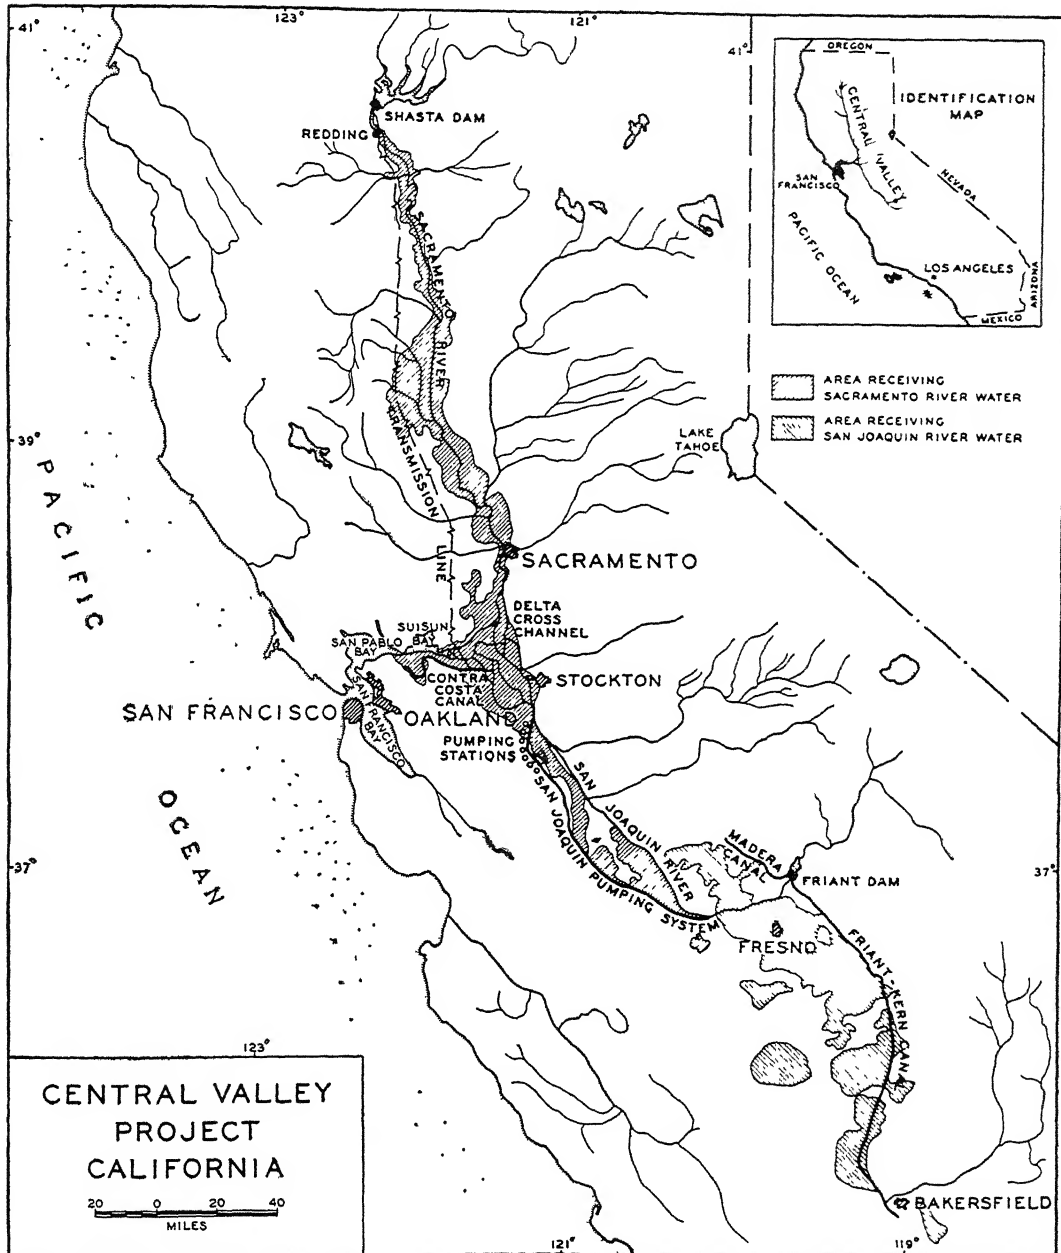 41°
123°
121°
41°
OREGON
IDENTIFICATION
MAP
CENTRAL VALLEY
NEVADA
SAN
FRANCISCO
PACIFIC OCEAN
LOS ANGELES
ARIZONA
MEXICO
SHASTA DAM
REDDING
SACRAMENTO
RIVER
AREA RECEIVING
SACRAMENTO RIVER WATER
AREA RECEIVING
SAN JOAQUIN RIVER WATER
LAKE
TAHOE
39°
TRANSMISSION
LINE
PACIFIC
OCEAN
SACRAMENTO
DELTA
CROSS
CHANNEL
SUISUN
BAY
SAN PABLO
BAY
CONTRA
COSTA
CANAL
STOCKTON
SAN FRANCISCO
SAN FRANCISCO
BAY
OAKLAND
PUMPING
STATIONS
SAN JOAQUIN RIVER
SAN JOAQUIN PUMPING SYSTEM
MADERA
CANAL
37°
37°
FRIANT DAM
FRESNO
FRIANT-KERN CANAL
123°
CENTRAL VALLEY
PROJECT
CALIFORNIA
20 0 20 40
MILES
BAKERSFIELD
121°
119°